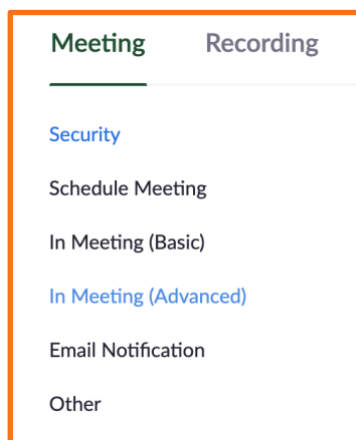 Meeting Recording
Security
Schedule Meeting
In Meeting (Basic)
In Meeting (Advanced)
Email Notification
Other